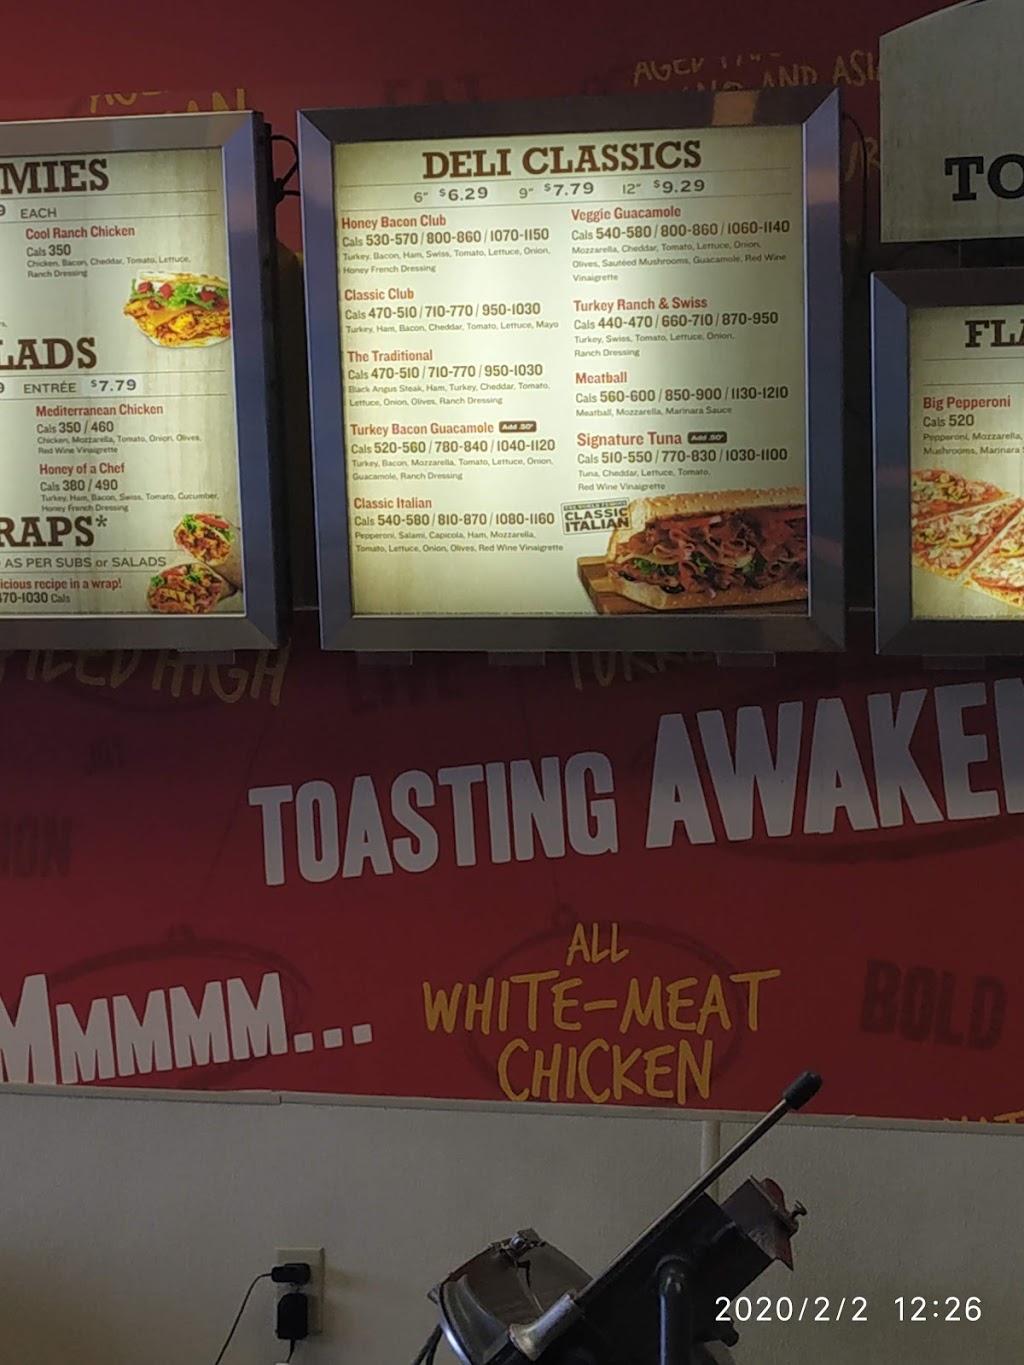 MIES
EACH
Cool Ranch Chicken
Cals 350
Chicken, Bacon, Cheddar, Tomato, Lettuce,
Ranch Dressing
LADS
ENTRÉE $7.79
Mediterranean Chicken
Cals 350 / 460
Chicken, Mozzarella, Tomato, Onion, Olives,
Red Wine Vinaigrette
Honey of a Chef
Cals 380 / 490
Turkey, Ham, Bacon, Swiss, Tomato, Cucumber,
Honey French Dressing
RAPS*
AS PER SUBS or SALADS
icious recipe in a wrap!
470-1030 Cals
DELI CLASSICS
6" $6.29 9" $7.79 12" $9.29
Honey Bacon Club
Cals 530-570 / 800-860 / 1070-1150
Turkey, Bacon, Ham, Swiss, Tomato, Lettuce, Onion,
Honey French Dressing
Classic Club
Cals 470-510 / 710-770 / 950-1030
Turkey, Ham, Bacon, Cheddar, Tomato, Lettuce, Mayo
The Traditional
Cals 470-510 / 710-770 / 950-1030
Black Angus Steak, Ham, Turkey, Cheddar, Tomato,
Lettuce, Onion, Olives, Ranch Dressing
Turkey Bacon Guacamole Add .50*
Cals 520-560 / 780-840 / 1040-1120
Turkey, Bacon, Mozzarella, Tomato, Lettuce, Onion,
Guacamole, Ranch Dressing
Classic Italian
Cals 540-580 / 810-870 / 1080-1160
Pepperoni, Salami, Capicola, Ham, Mozzarella,
Tomato, Lettuce, Onion, Olives, Red Wine Vinaigrette
Veggie Guacamole
Cals 540-580 / 800-860 / 1060-1140
Mozzarella, Cheddar, Tomato, Lettuce, Onion,
Olives, Sautéed Mushrooms, Guacamole, Red Wine
Vinaigrette
Turkey Ranch & Swiss
Cals 440-470 / 660-710 / 870-950
Turkey, Swiss, Tomato, Lettuce, Onion,
Ranch Dressing
Meatball
Cals 560-600 / 850-900 / 1130-1210
Meatball, Mozzarella, Marinara Sauce
Signature Tuna Add .50*
Cals 510-550 / 770-830 / 1030-1100
Tuna, Cheddar, Lettuce, Tomato,
Red Wine Vinaigrette
CLASSIC
ITALIAN
TO
FLA
Big Pepperoni
Cals 520
Pepperoni, Mozzarella,
Mushrooms, Marinara
AGED
AND ASI
EAT
PILED HIGH
LIVE
TOASTING AWAKE
MMMMM...
ALL
WHITE-MEAT
CHICKEN
BOLD
2020/2/2 12:26